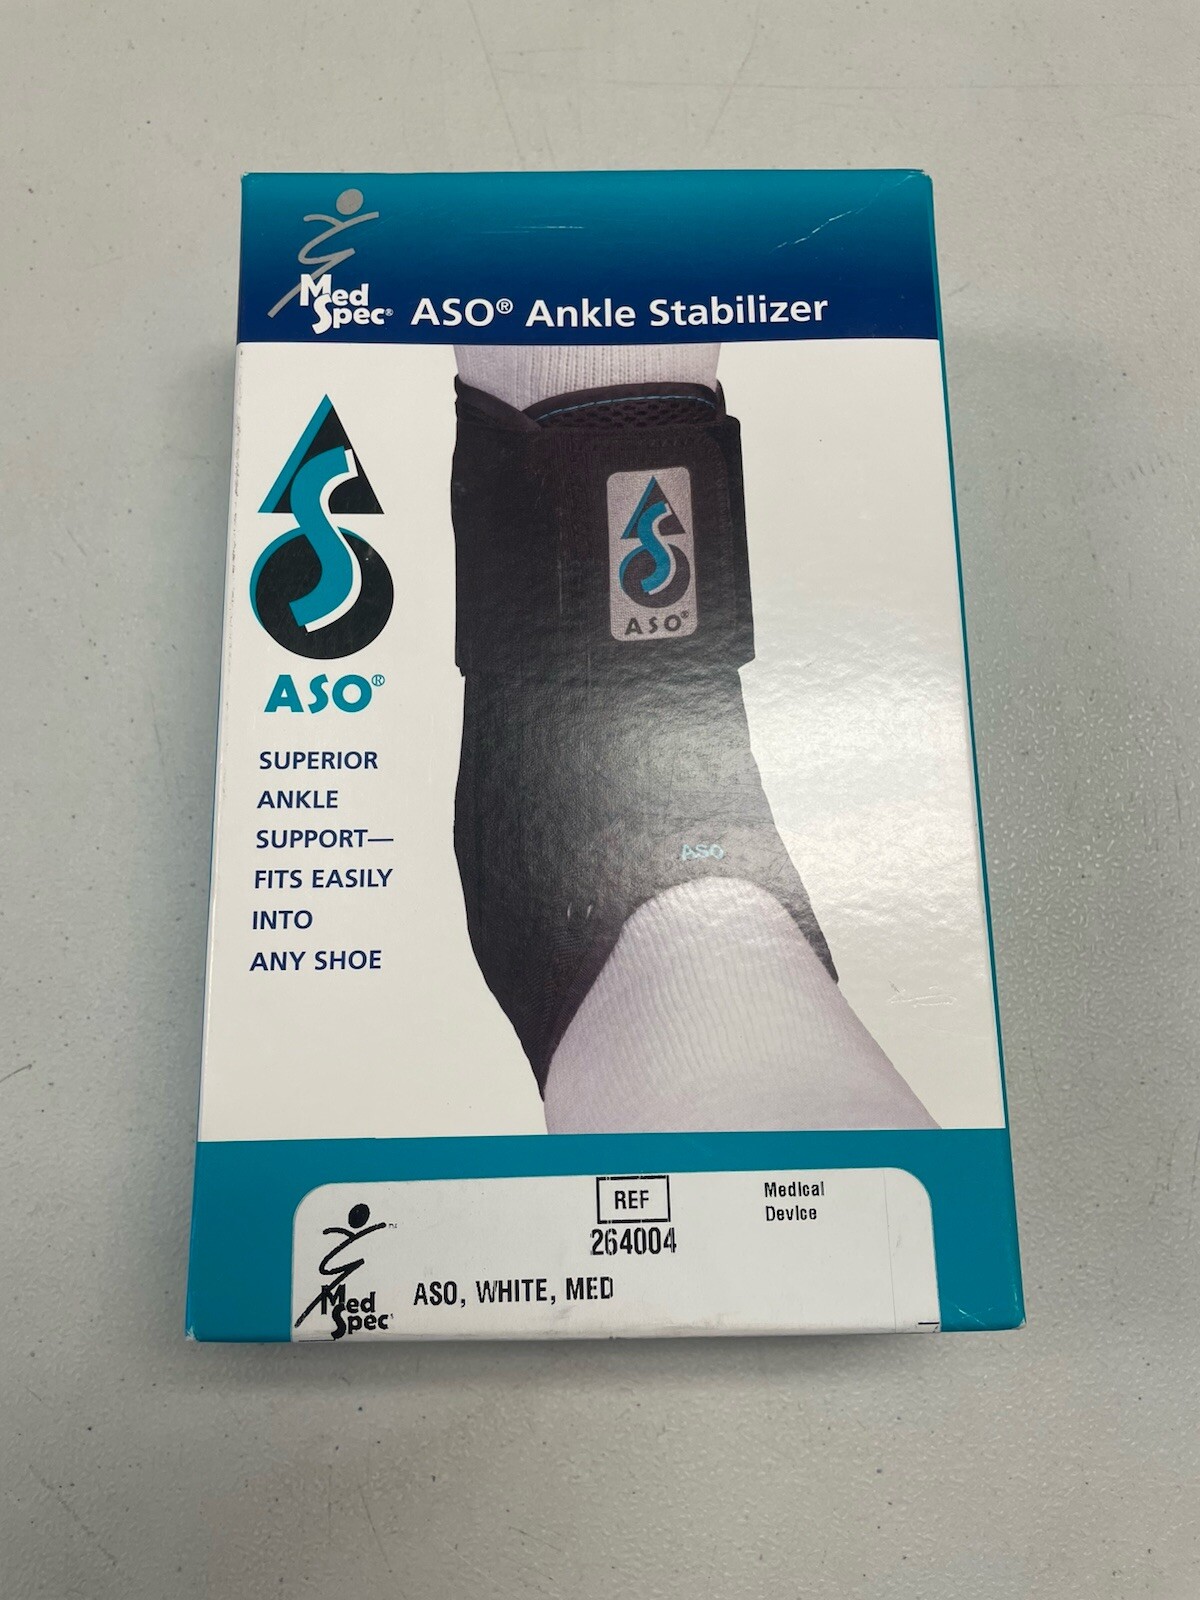 Med
Spec® ASO® Ankle Stabilizer
ASO®
ASO®
SUPERIOR
ANKLE
SUPPORT—
FITS EASILY
INTO
ANY SHOE
ASO
REF
264004
Medical
Device
Med
Spec
ASO, WHITE, MED